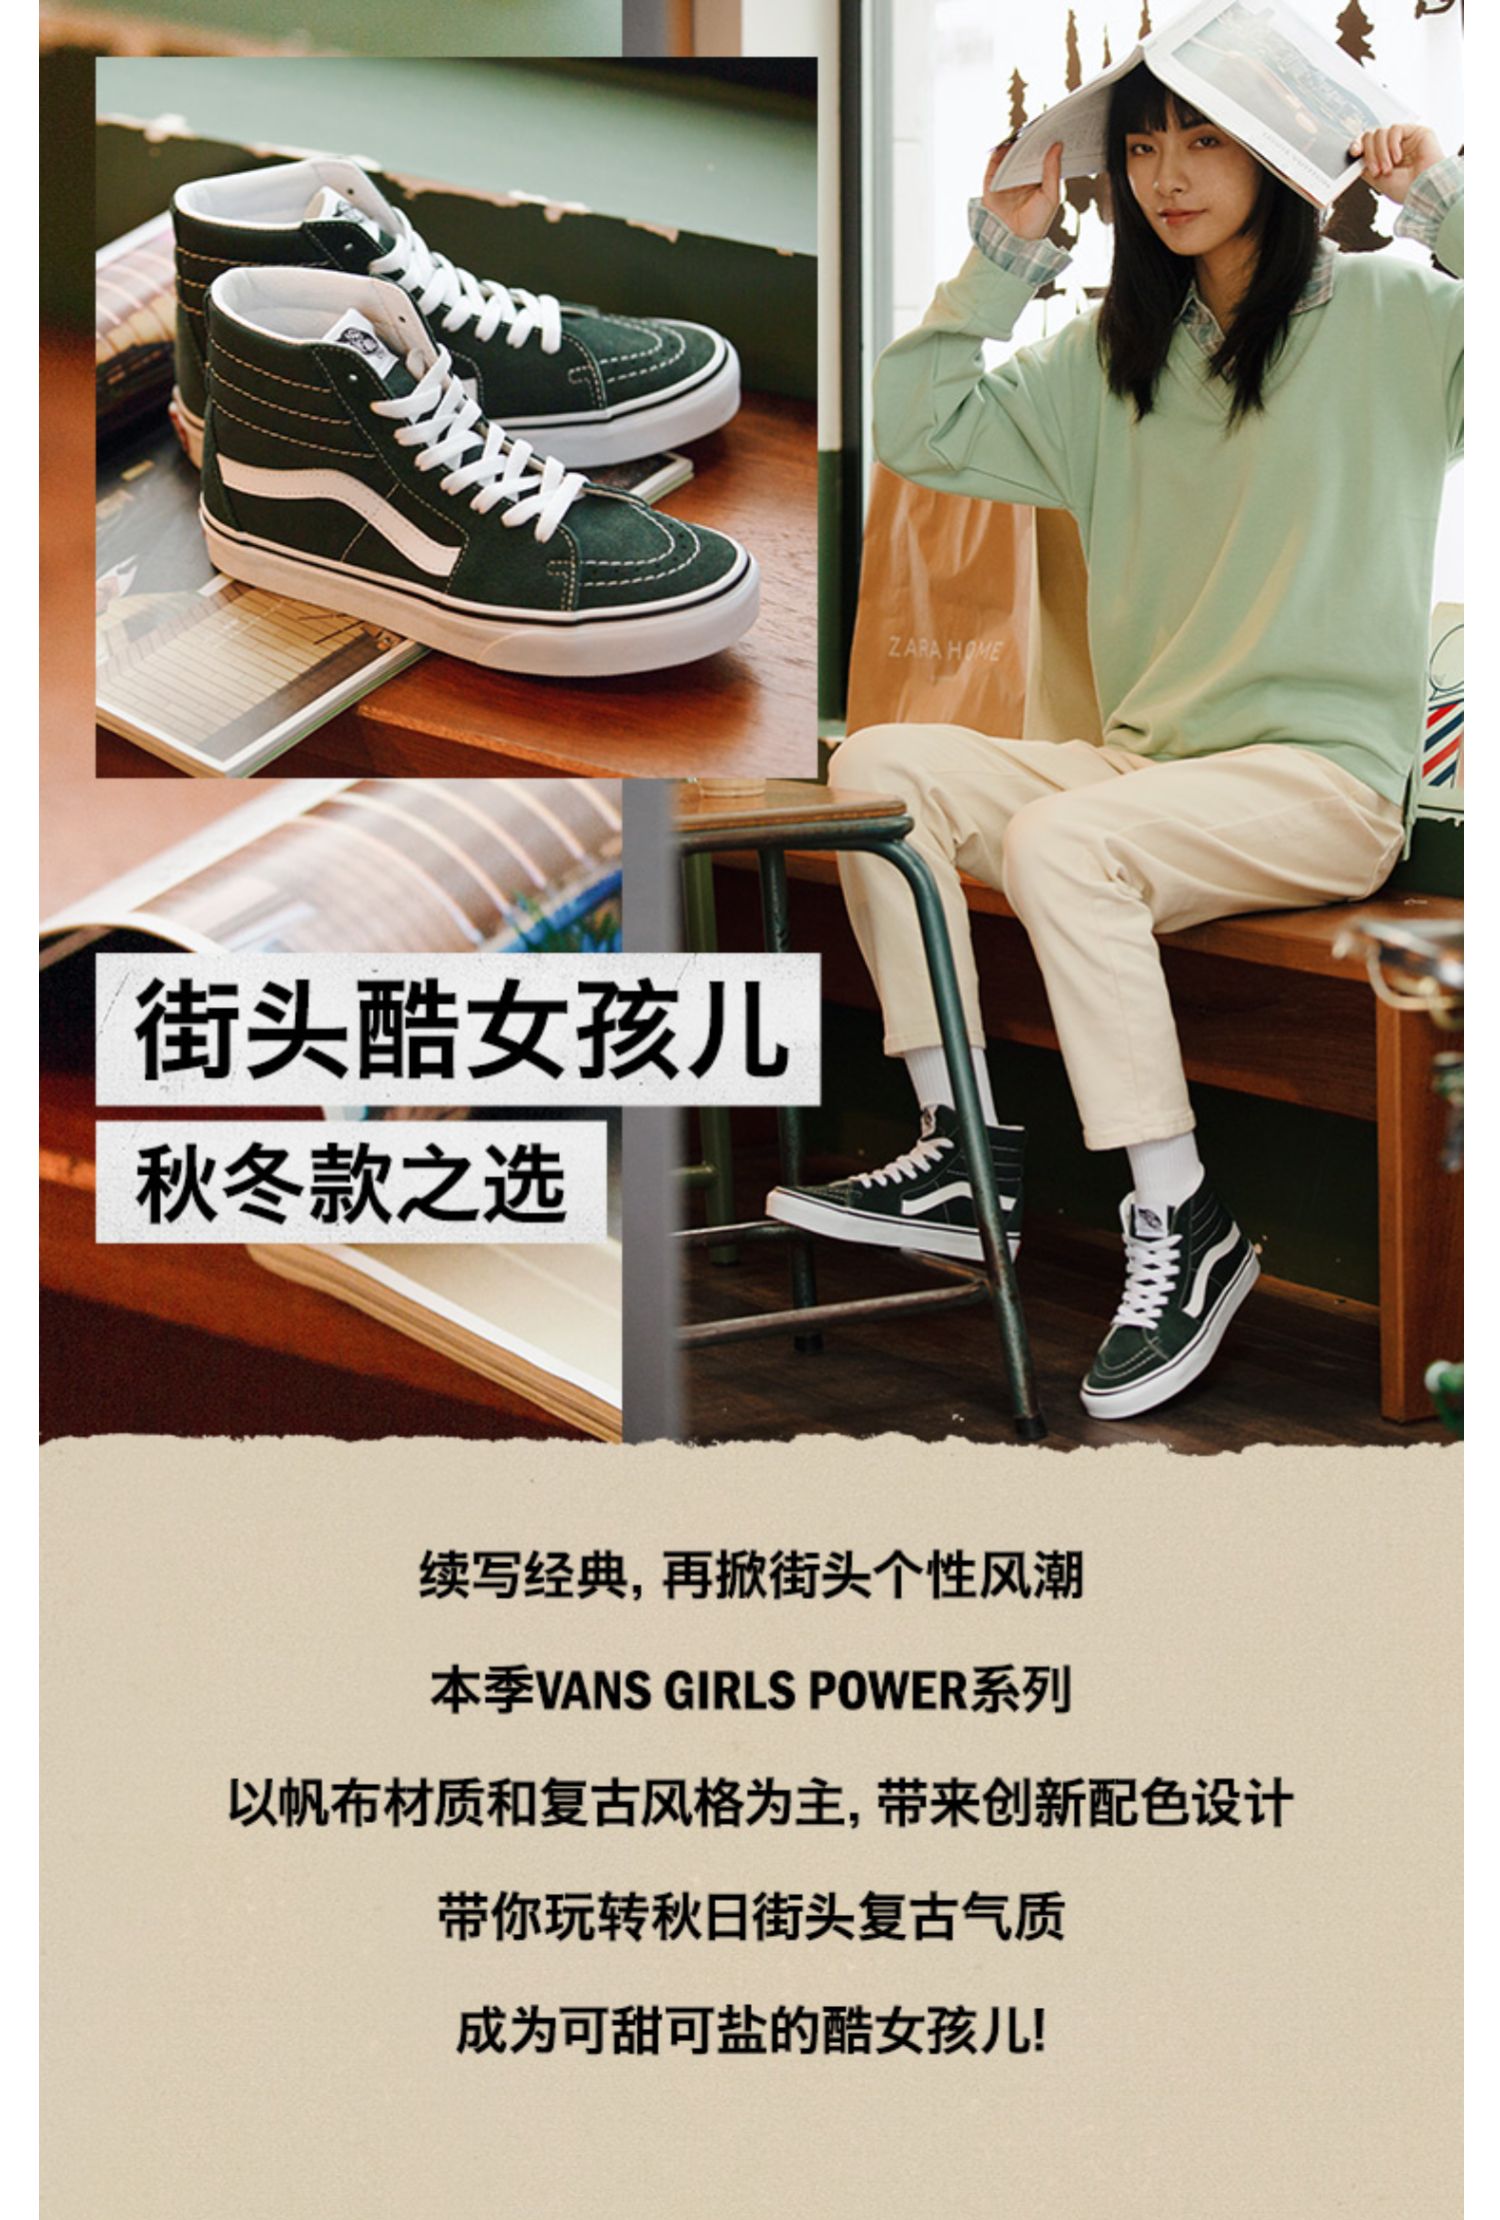 ZARA HOME
街头酷女孩儿
秋冬款之选
续写经典, 再掀街头个性风潮
本季VANS GIRLS POWER系列
以帆布材质和复古风格为主, 带来创新配色设计
带你玩转秋日街头复古气质
成为可甜可盐的酷女孩儿!